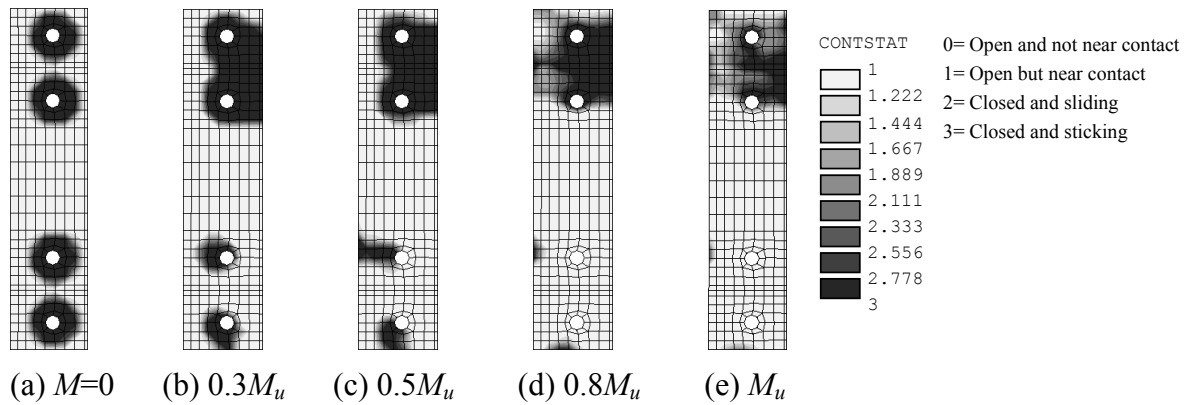 CONTSTAT
1
1.222
1.444
1.667
1.889
2.111
2.333
2.556
2.778
3
0= Open and not near contact
1= Open but near contact
2= Closed and sliding
3= Closed and sticking
(a) M=0
(b) 0.3Mu
(c) 0.5Mu
(d) 0.8Mu
(e) Mu